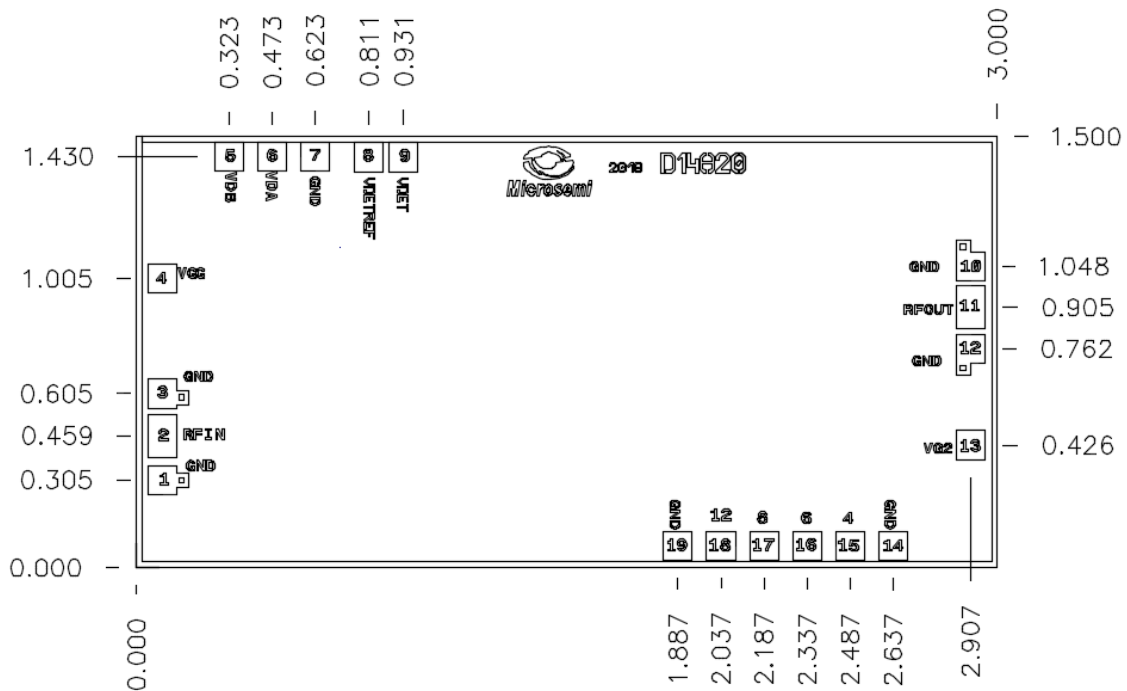 0.323
0.473
0.623
0.811
0.931
3.000
1.430
5 6 7 8 9
VDB VDA GND VDETREF VDET
Microsemi
2018 D14820
1.500
1.005
4 VGG
GND 10
1.048
RFOUT 11
0.905
GND 12
0.762
0.605
3 GND
0.459
2 RFIN
0.305
1 GND
VG2 13
0.426
GND 12 8 6 4 GND
19 18 17 16 15 14
0.000
0.000
1.887
2.037
2.187
2.337
2.487
2.637
2.907